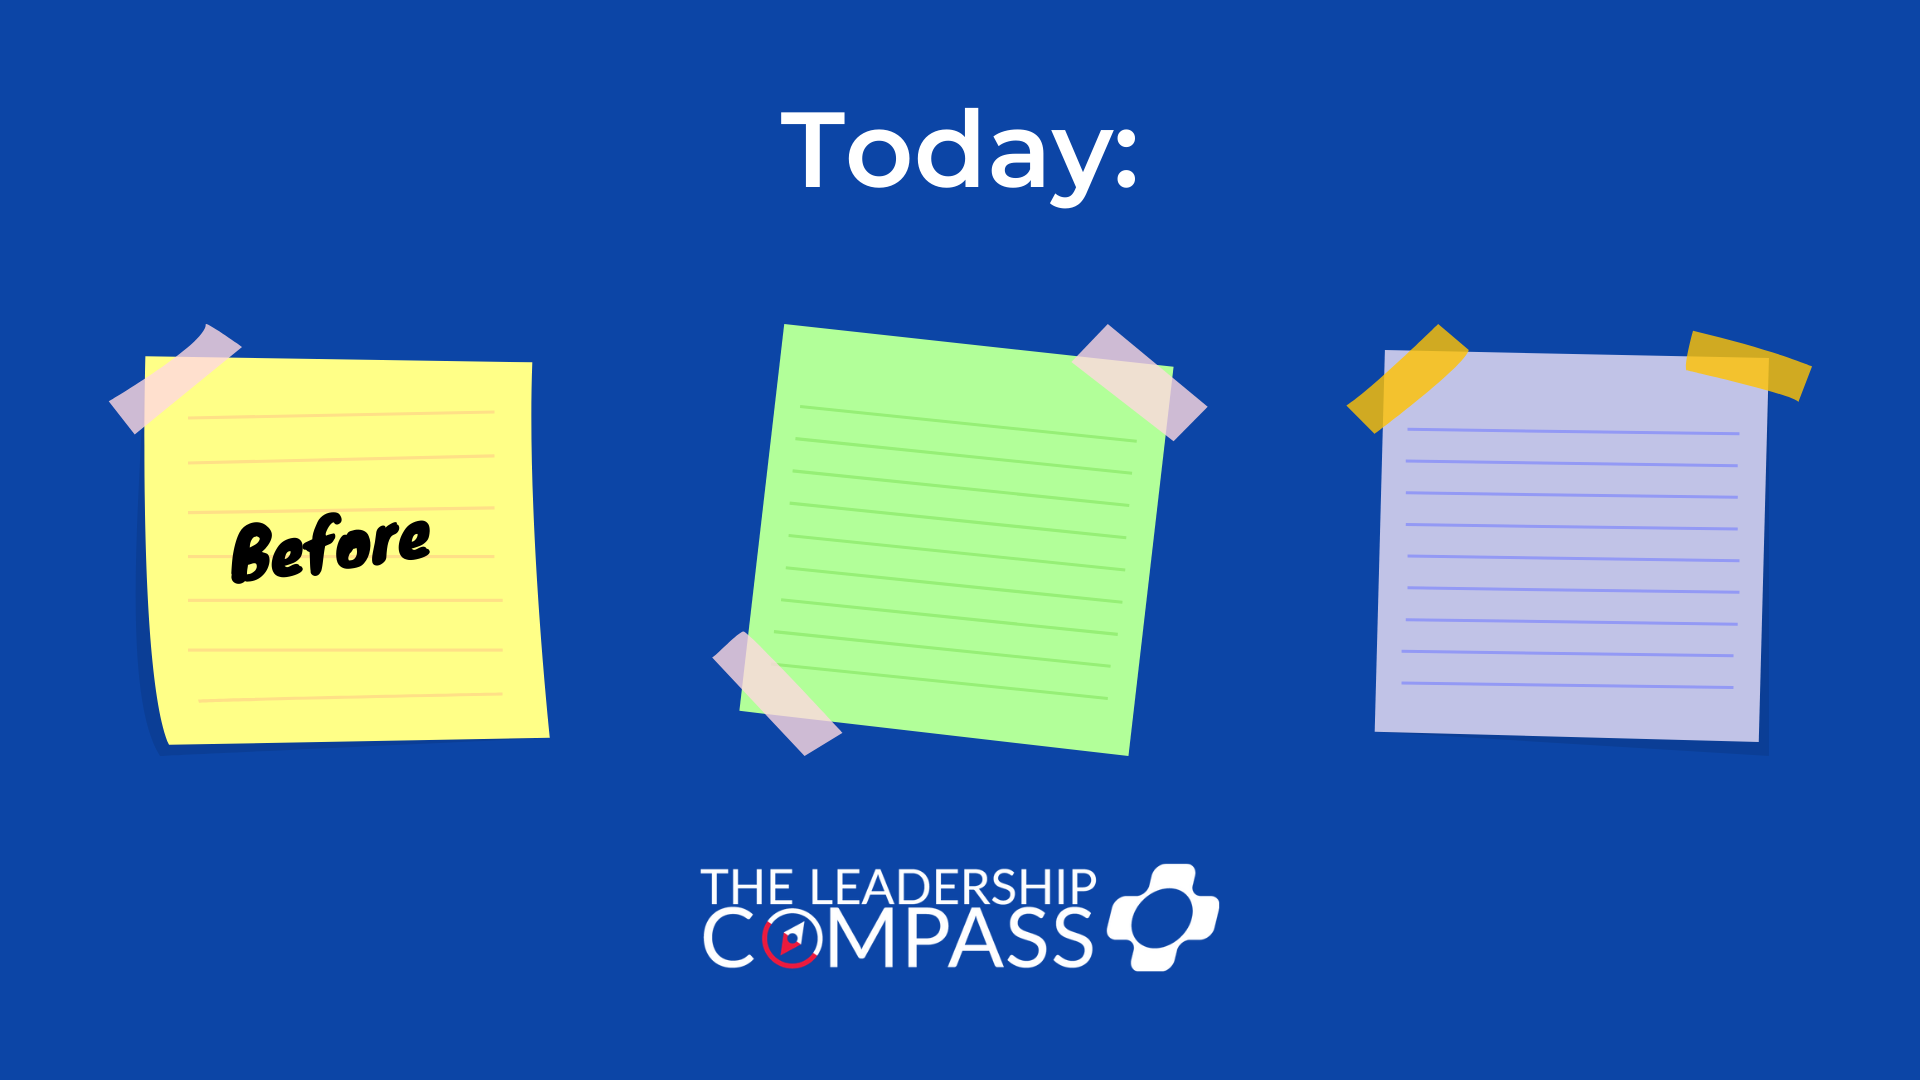 Today:
Before
THE LEADERSHIP
COMPASS